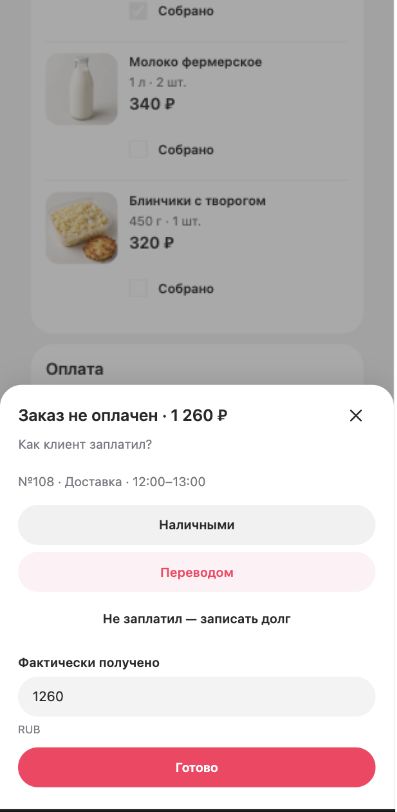 Собрано
Молоко фермерское
1 л · 2 шт.
340 ₽
Собрано
Блинчики с творогом
450 г · 1 шт.
320 ₽
Собрано
Оплата
Заказ не оплачен · 1 260 ₽
Как клиент заплатил?
№108 · Доставка · 12:00–13:00
Наличными
Переводом
Не заплатил — записать долг
Фактически получено
1260
RUB
Готово